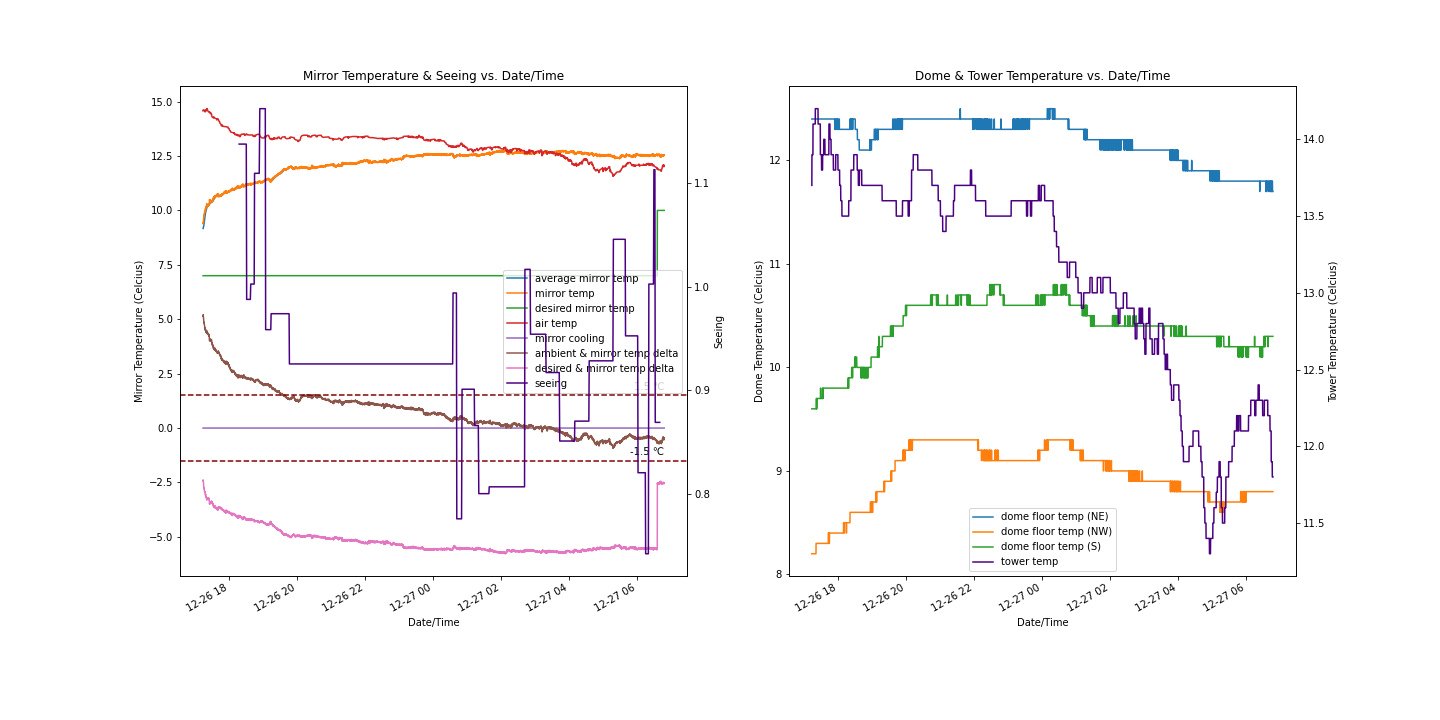 Mirror Temperature & Seeing vs. Date/Time
Mirror Temperature (Celcius)
15.0
12.5
10.0
7.5
5.0
2.5
0.0
−2.5
−5.0
average mirror temp
mirror temp
desired mirror temp
air temp
mirror cooling
ambient & mirror temp delta
desired & mirror temp delta
seeing
1.5 °C
-1.5 °C
1.1
1.0
0.9
0.8
Seeing
12-26 18
12-26 20
12-26 22
12-27 00
12-27 02
12-27 04
12-27 06
Date/Time
Dome & Tower Temperature vs. Date/Time
Dome Temperature (Celcius)
12
11
10
9
8
dome floor temp (NE)
dome floor temp (NW)
dome floor temp (S)
tower temp
14.0
13.5
13.0
12.5
12.0
11.5
Tower Temperature (Celcius)
12-26 18
12-26 20
12-26 22
12-27 00
12-27 02
12-27 04
12-27 06
Date/Time